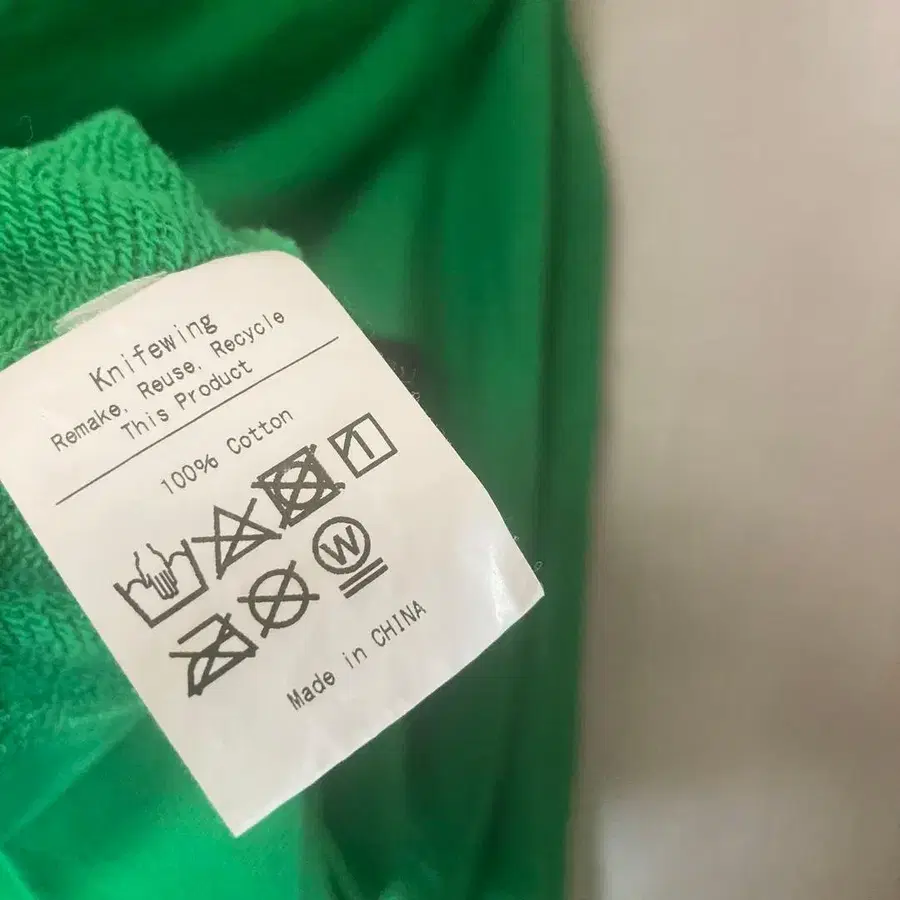 Knifewing
Remake, Reuse, Recycle
This Product
100% Cotton
W
Made in CHINA